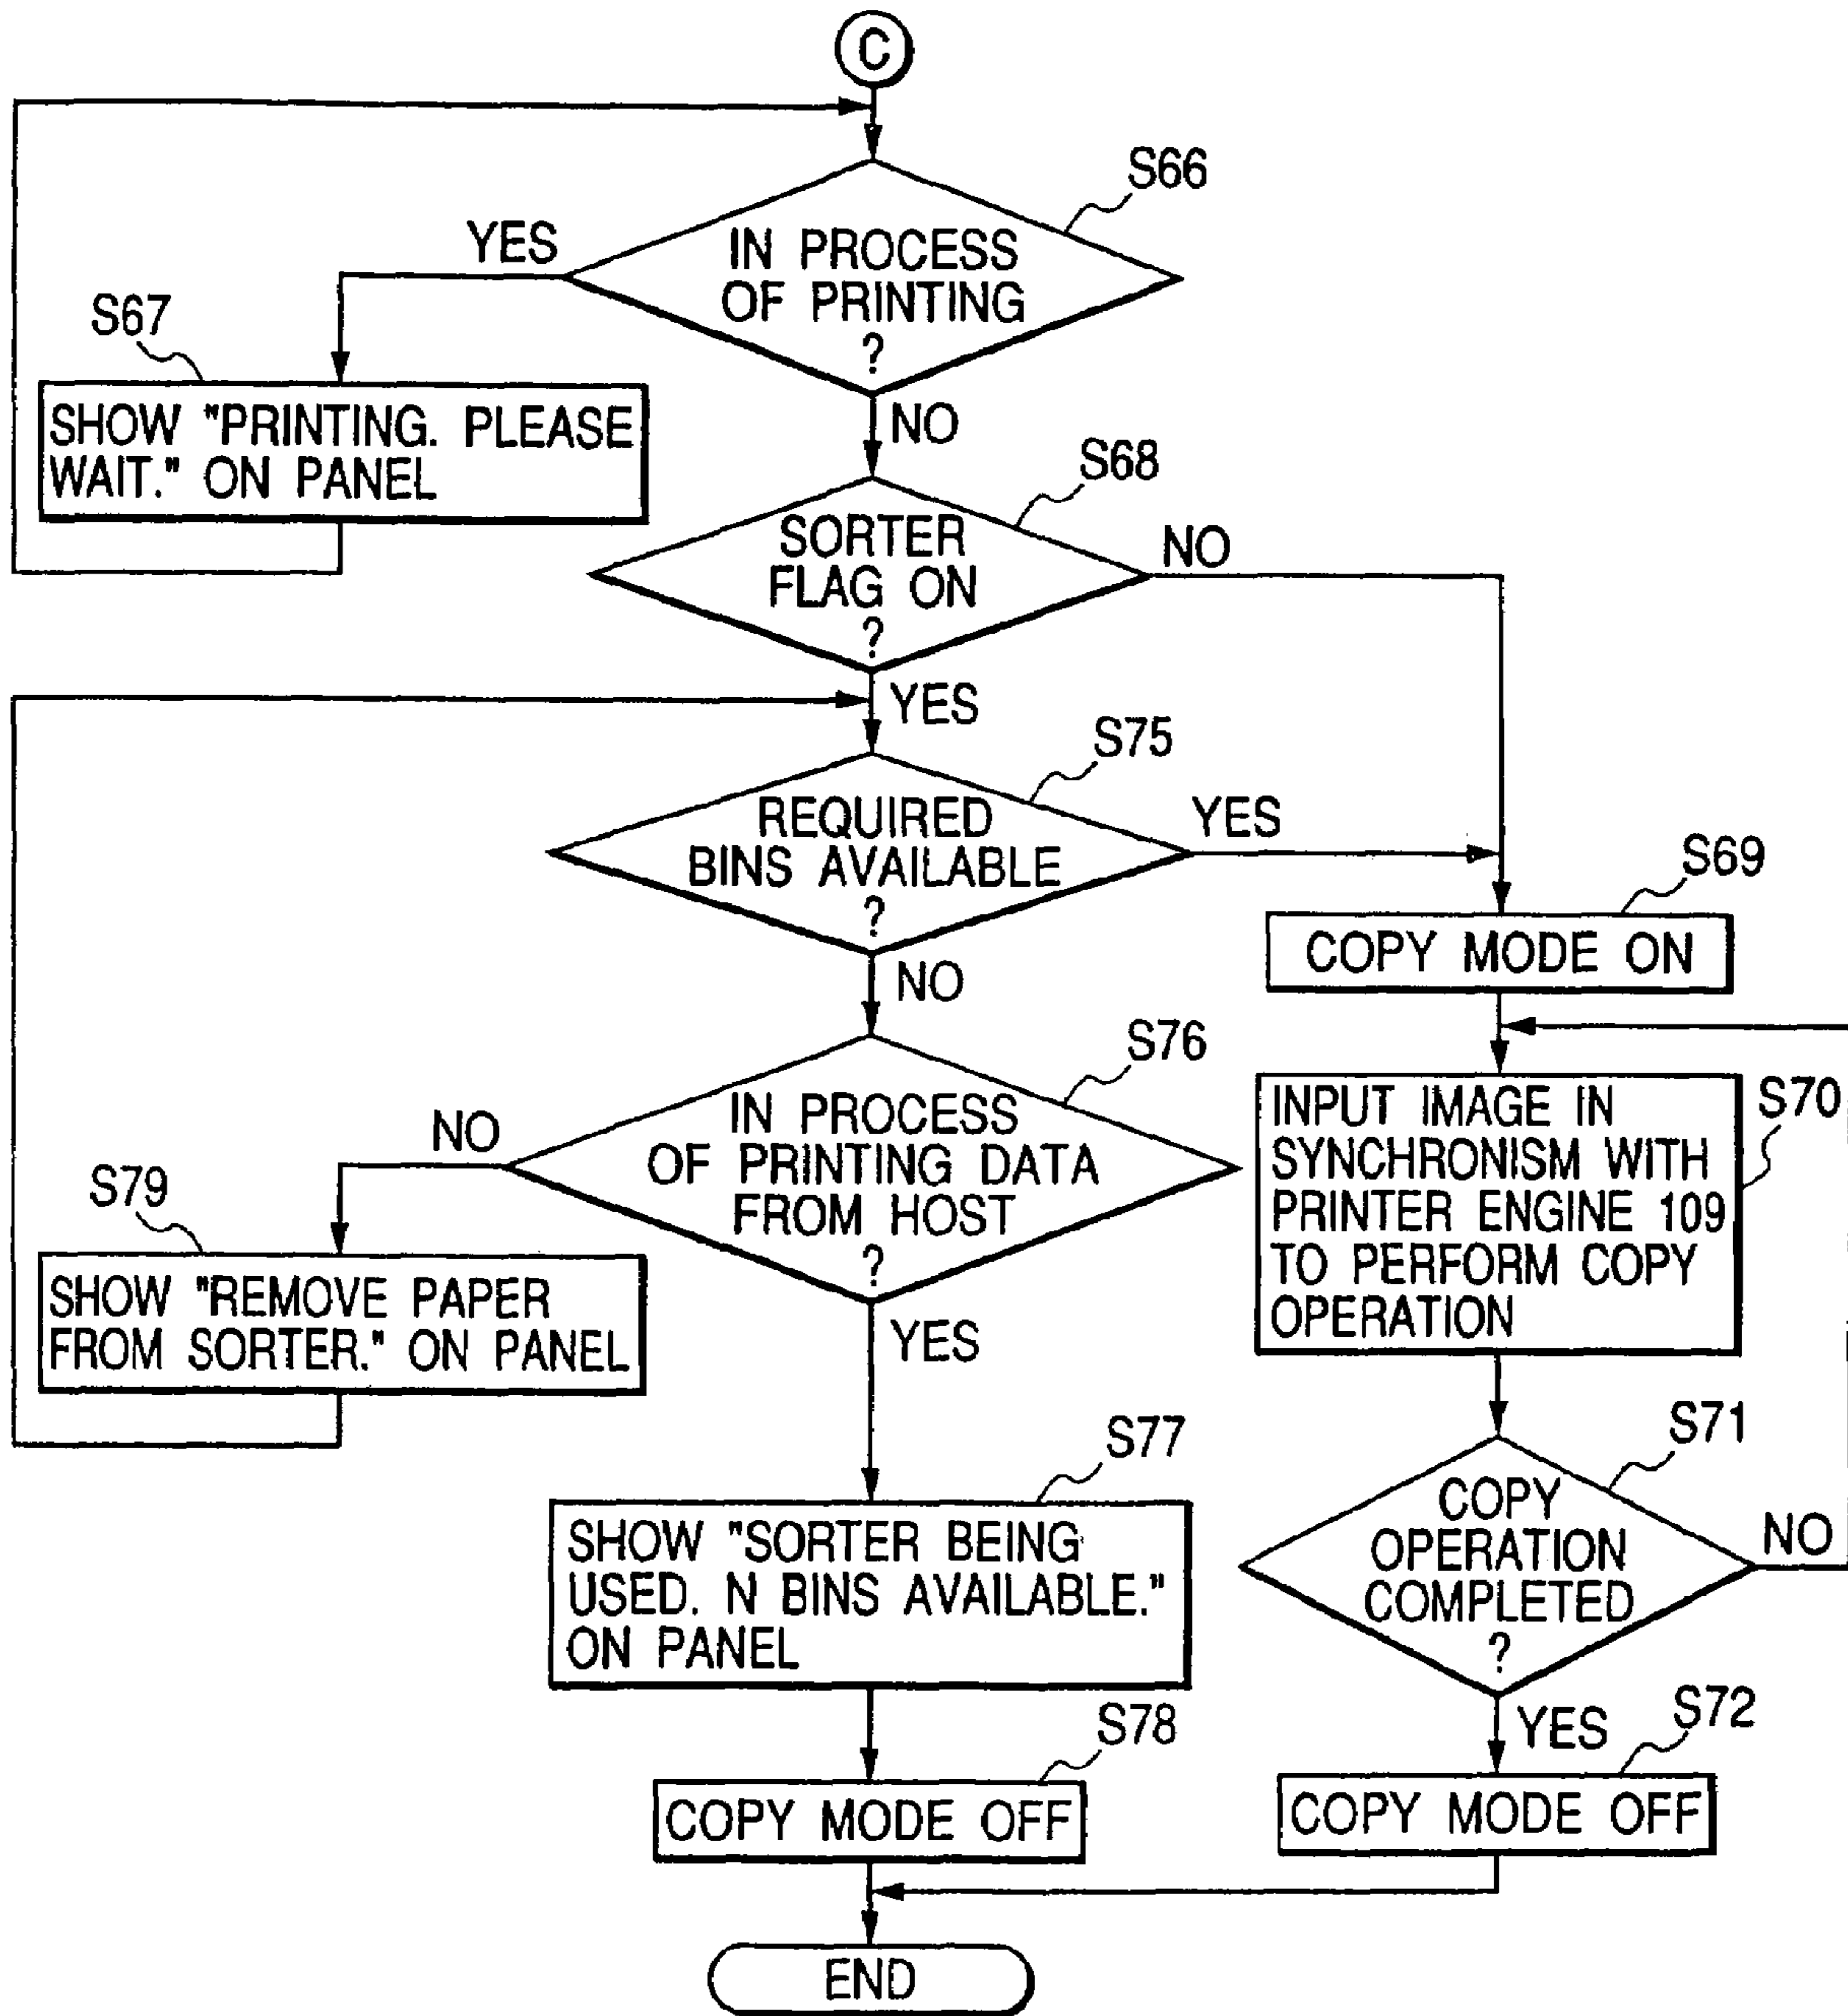 C
S66
YES
IN PROCESS
OF PRINTING
?
S67
SHOW "PRINTING. PLEASE
WAIT." ON PANEL
NO
S68
SORTER
FLAG ON
?
NO
YES
S75
REQUIRED
BINS AVAILABLE
?
YES
S69
COPY MODE ON
NO
S76
IN PROCESS
OF PRINTING DATA
FROM HOST
?
NO
S79
SHOW "REMOVE PAPER
FROM SORTER." ON PANEL
S70
INPUT IMAGE IN
SYNCHRONISM WITH
PRINTER ENGINE 109
TO PERFORM COPY
OPERATION
YES
S77
SHOW "SORTER BEING
USED. N BINS AVAILABLE."
ON PANEL
S71
COPY
OPERATION
COMPLETED
?
NO
S78
COPY MODE OFF
YES
S72
COPY MODE OFF
END